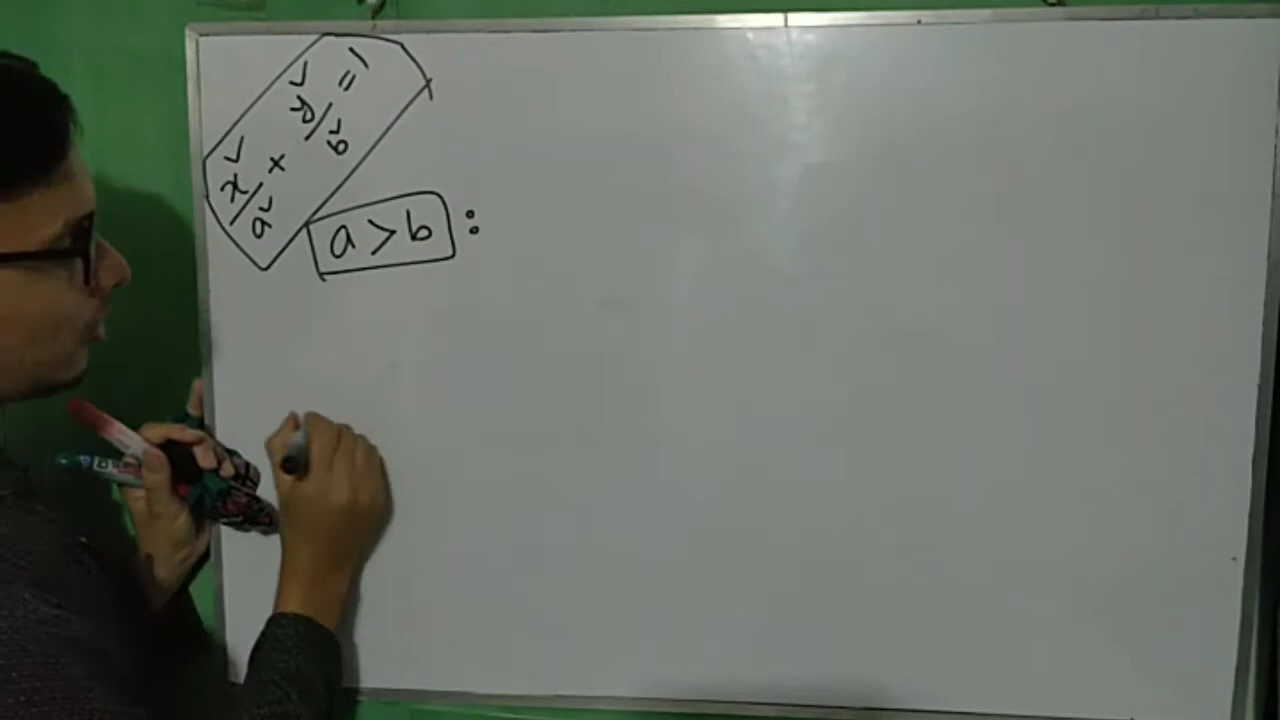 x²/a² + y²/b² = 1
a > b :